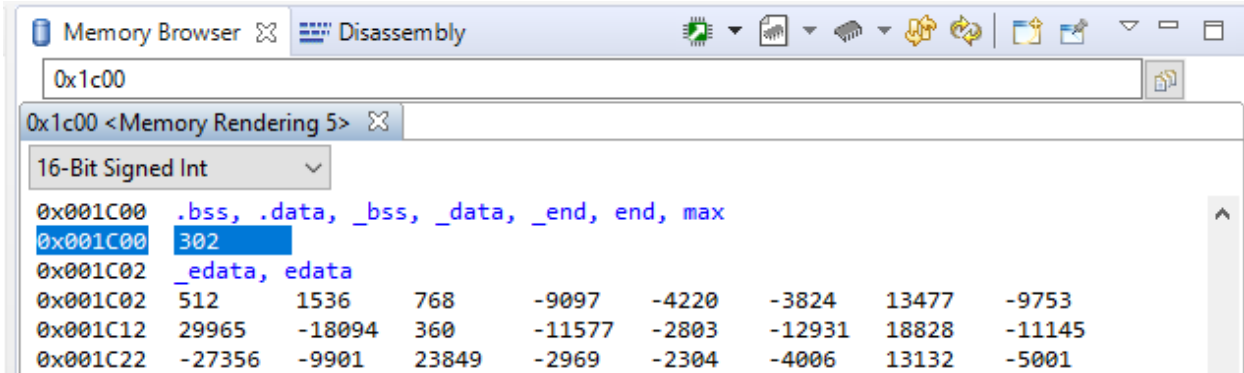 Memory Browser Disassembly
0x1c00
0x1c00 <Memory Rendering 5>
16-Bit Signed Int
0x001C00 .bss, .data, _bss, _data, _end, end, max
0x001C00 302
0x001C02 _edata, edata
0x001C02 512 1536 768 -9097 -4220 -3824 13477 -9753
0x001C12 29965 -18094 360 -11577 -2803 -12931 18828 -11145
0x001C22 -27356 -9901 23849 -2969 -2304 -4006 13132 -5001